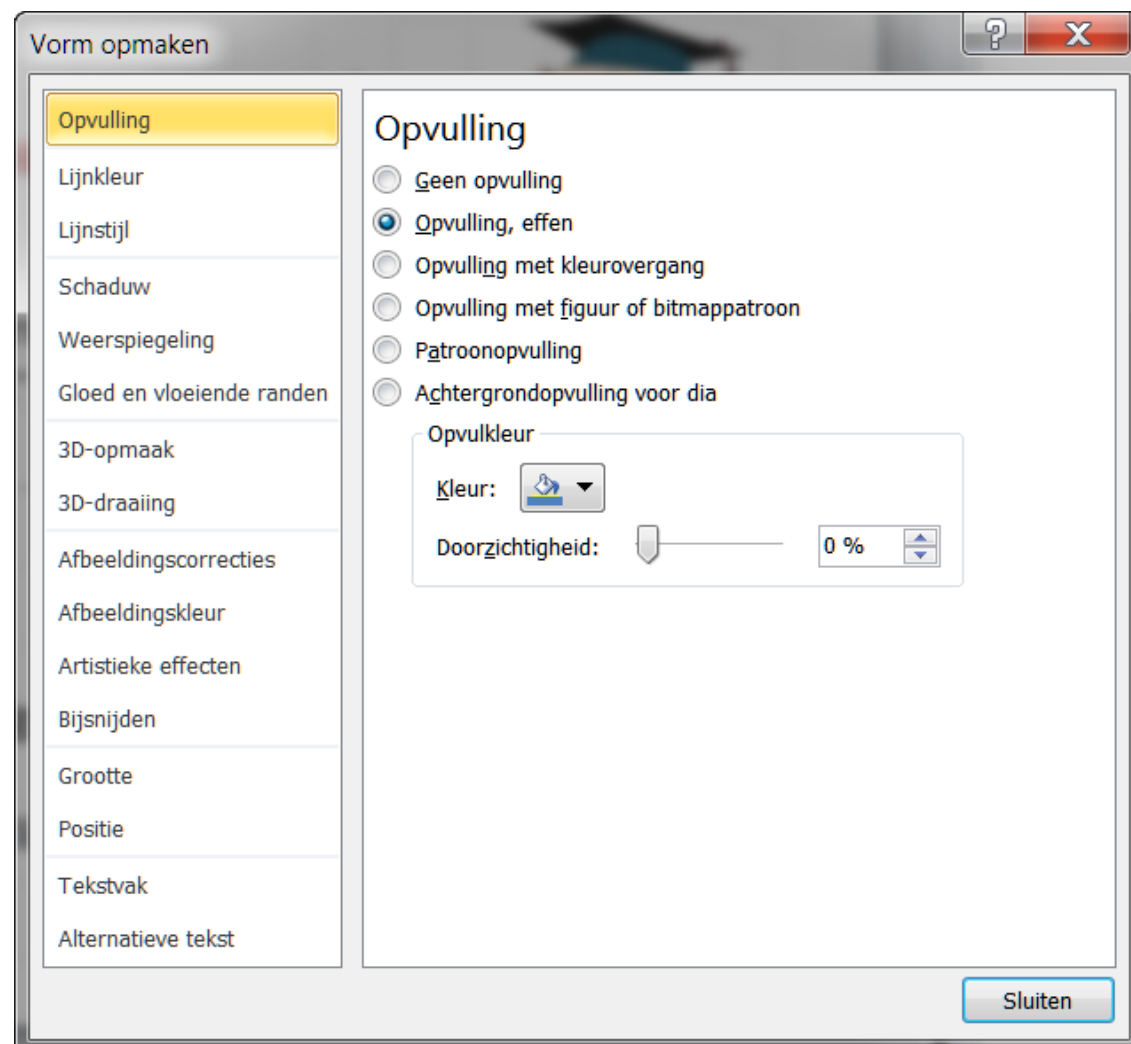 Vorm opmaken
Opvulling
Lijnkleur
Lijnstijl
Schaduw
Weerspiegeling
Gloed en vloeiende randen
3D-opmaak
3D-draaiing
Afbeeldingscorrecties
Afbeeldingskleur
Artistieke effecten
Bijsnijden
Grootte
Positie
Tekstvak
Alternatieve tekst
Opvulling
Geen opvulling
Opvulling, effen
Opvulling met kleurovergang
Opvulling met figuur of bitmappatroon
Patroonopvulling
Achtergrondopvulling voor dia
Opvulkleur
Kleur:
Doorzichtigheid: 0 %
Sluiten